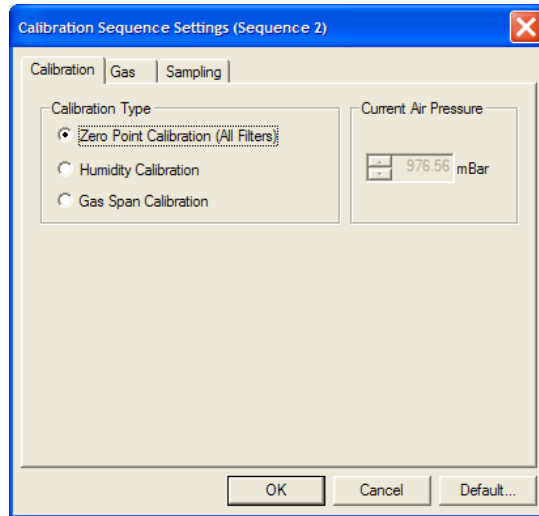 Calibration Sequence Settings (Sequence 2)
Calibration Gas Sampling
Calibration Type
Zero Point Calibration (All Filters)
Humidity Calibration
Gas Span Calibration
Current Air Pressure
976.56 mBar
OK Cancel Default...